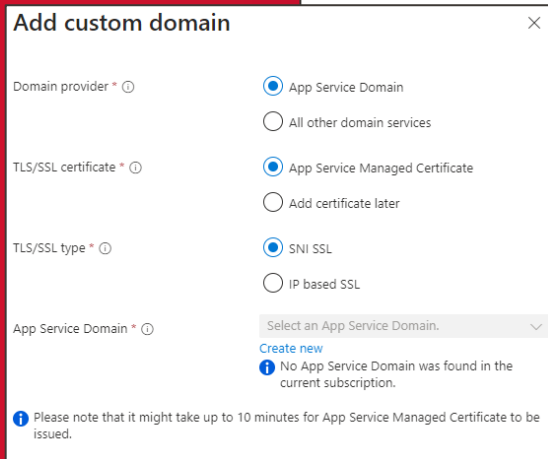 Add custom domain
Domain provider *
App Service Domain
All other domain services
TLS/SSL certificate *
App Service Managed Certificate
Add certificate later
TLS/SSL type *
SNI SSL
IP based SSL
App Service Domain *
Select an App Service Domain.
Create new
No App Service Domain was found in the
current subscription.
Please note that it might take up to 10 minutes for App Service Managed Certificate to be
issued.